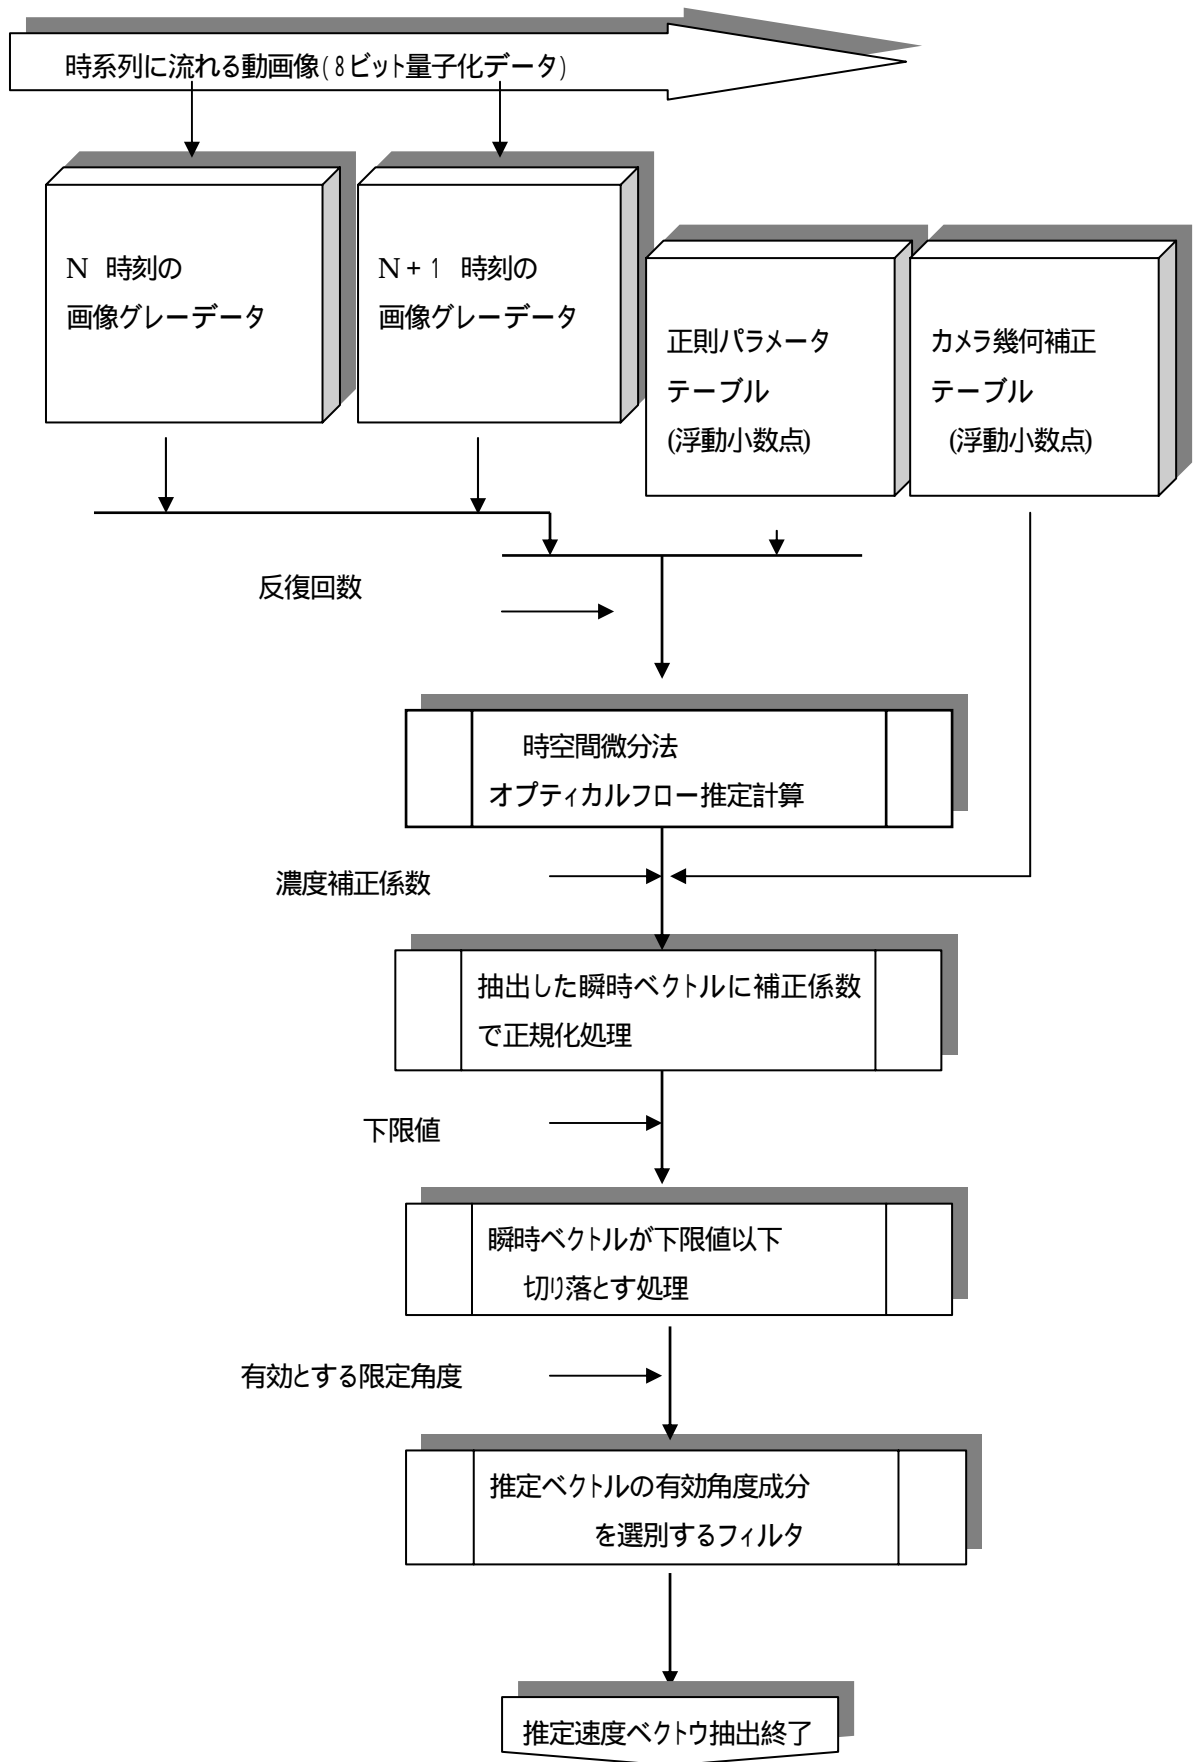 時系列に流れる動画像(8ビット量子化データ)
N 時刻の
画像グレーデータ
N+1 時刻の
画像グレーデータ
正則パラメータ
テーブル
(浮動小数点)
カメラ幾何補正
テーブル
(浮動小数点)
反復回数
時空間微分法
オプティカルフロー推定計算
濃度補正係数
抽出した瞬時ベクトルに補正係数
で正規化処理
下限値
瞬時ベクトルが下限値以下
切り落とす処理
有効とする限定角度
推定ベクトルの有効角度成分
を選別するフィルタ
推定速度ベクトウ抽出終了